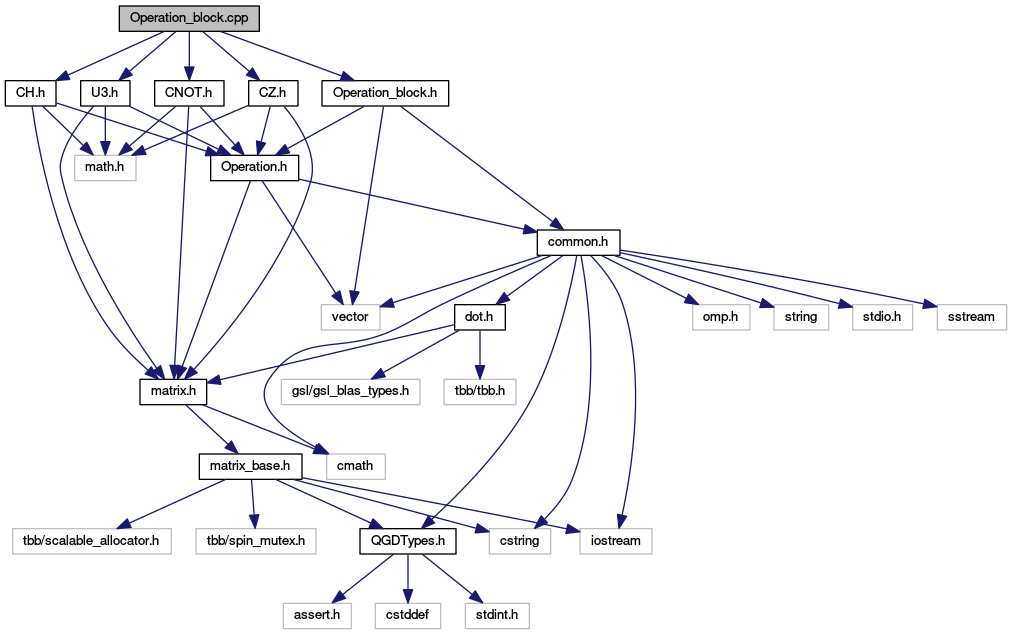 Operation_block.cpp
CH.h
U3.h
CNOT.h
CZ.h
Operation_block.h
math.h
Operation.h
common.h
vector
dot.h
omp.h
string
stdio.h
sstream
matrix.h
gsl/gsl_blas_types.h
tbb/tbb.h
matrix_base.h
cmath
tbb/scalable_allocator.h
tbb/spin_mutex.h
QGDTypes.h
cstring
iostream
assert.h
cstddef
stdint.h